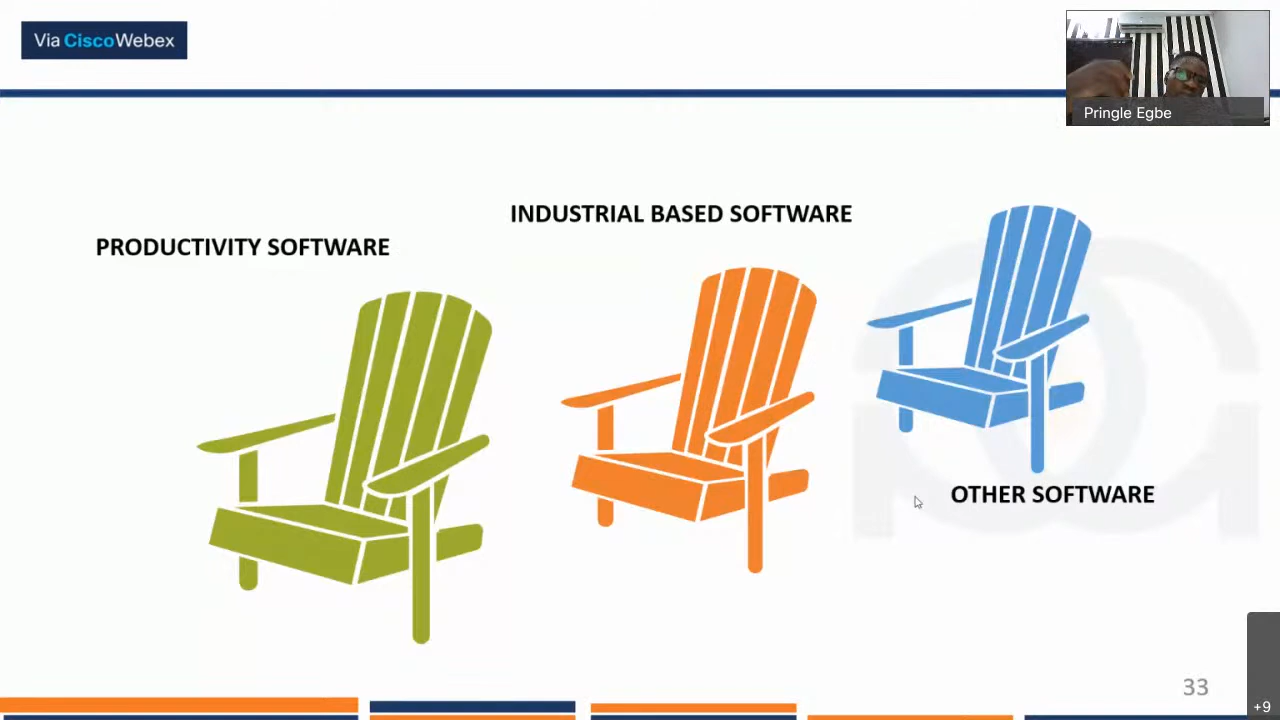 Via CiscoWebex
Pringle Egbe
INDUSTRIAL BASED SOFTWARE
PRODUCTIVITY SOFTWARE
OTHER SOFTWARE
33
+9